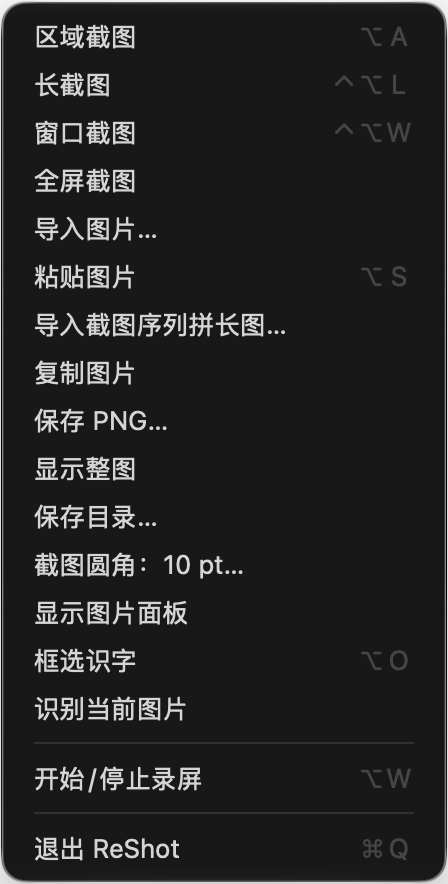 区域截图 ⌥ A
长截图 ⌃⌥ L
窗口截图 ⌃⌥ W
全屏截图
导入图片...
粘贴图片 ⌥ S
导入截图序列拼长图...
复制图片
保存 PNG...
显示整图
保存目录...
截图圆角：10 pt...
显示图片面板
框选识字 ⌥ O
识别当前图片
开始/停止录屏 ⌥ W
退出 ReShot ⌘ Q